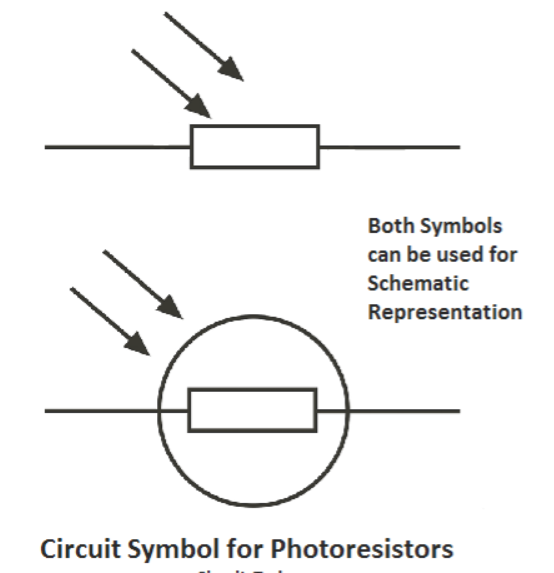 Both Symbols
can be used for
Schematic
Representation
Circuit Symbol for Photoresistors